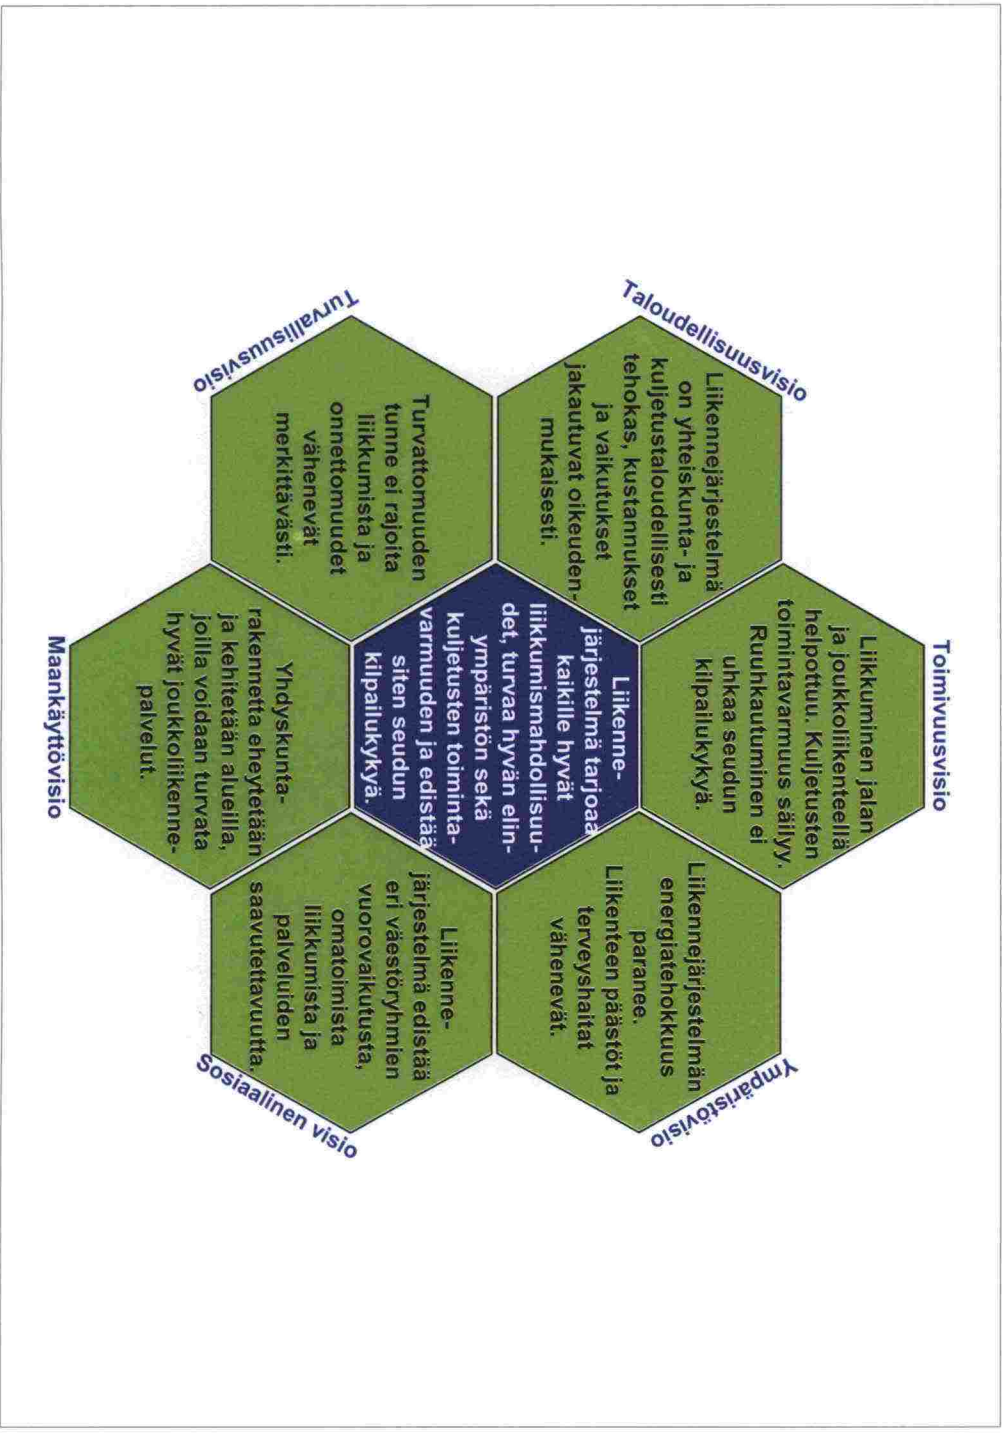 Toimivuusvisio
Liikkuminen jalan
ja joukkoliikenteellä
helpottuu. Kuljetusten
toimintavarmuus säilyy.
Ruuhkautuminen ei
uhkaa seudun
kilpailukykyä.
Taloudellisuusvisio
Liikennejärjestelmä
on yhteiskunta- ja
kuljetustaloudellisesti
tehokas, kustannukset
ja vaikutukset
jakautuvat oikeuden-
mukaisesti.
Ympäristövisio
Liikennejärjestelmän
energiatehokkuus
paranee.
Liikenteen päästöt ja
terveyshaitat
vähenevät.
Liikenne-
järjestelmä tarjoaa
kaikille hyvät
liikkumismahdollisuu-
det, turvaa hyvän elin-
ympäristön sekä
kuljetusten toiminta-
varmuuden ja edistää
siten seudun
kilpailukykyä.
Turvattomuuden
tunne ei rajoita
liikkumista ja
onnettomuudet
vähenevät
merkittävästi.
Turvallisuusvisio
Liikenne-
järjestelmä edistää
eri väestöryhmien
vuorovaikutusta,
omatoimista
liikkumista ja
palveluiden
saavutettavuutta.
Sosiaalinen visio
Yhdyskunta-
rakennetta eheytetään
ja kehitetään alueilla,
joilla voidaan turvata
hyvät joukkoliikenne-
palvelut.
Maankäyttövisio